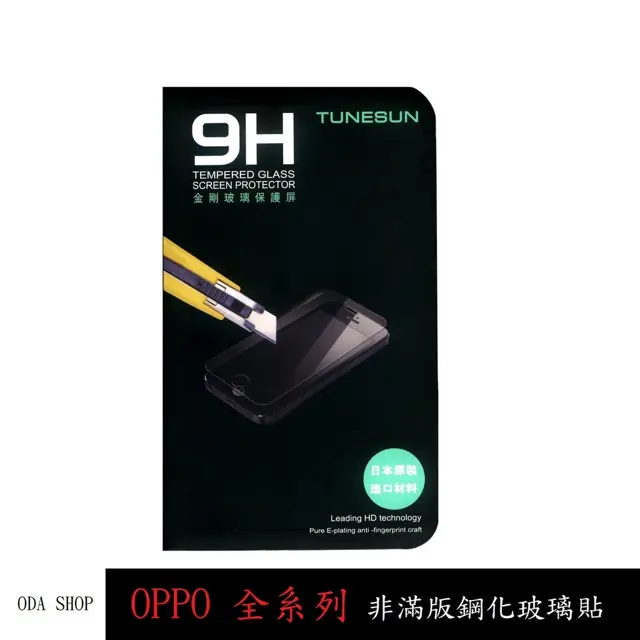 9H
TUNESUN
TEMPERED GLASS
SCREEN PROTECTOR
金剛玻璃保護屏
日本原裝
進口材料
Leading HD technology
Pure E-plating anti -fingerprint craft
ODA SHOP
OPPO 全系列 非滿版鋼化玻璃貼